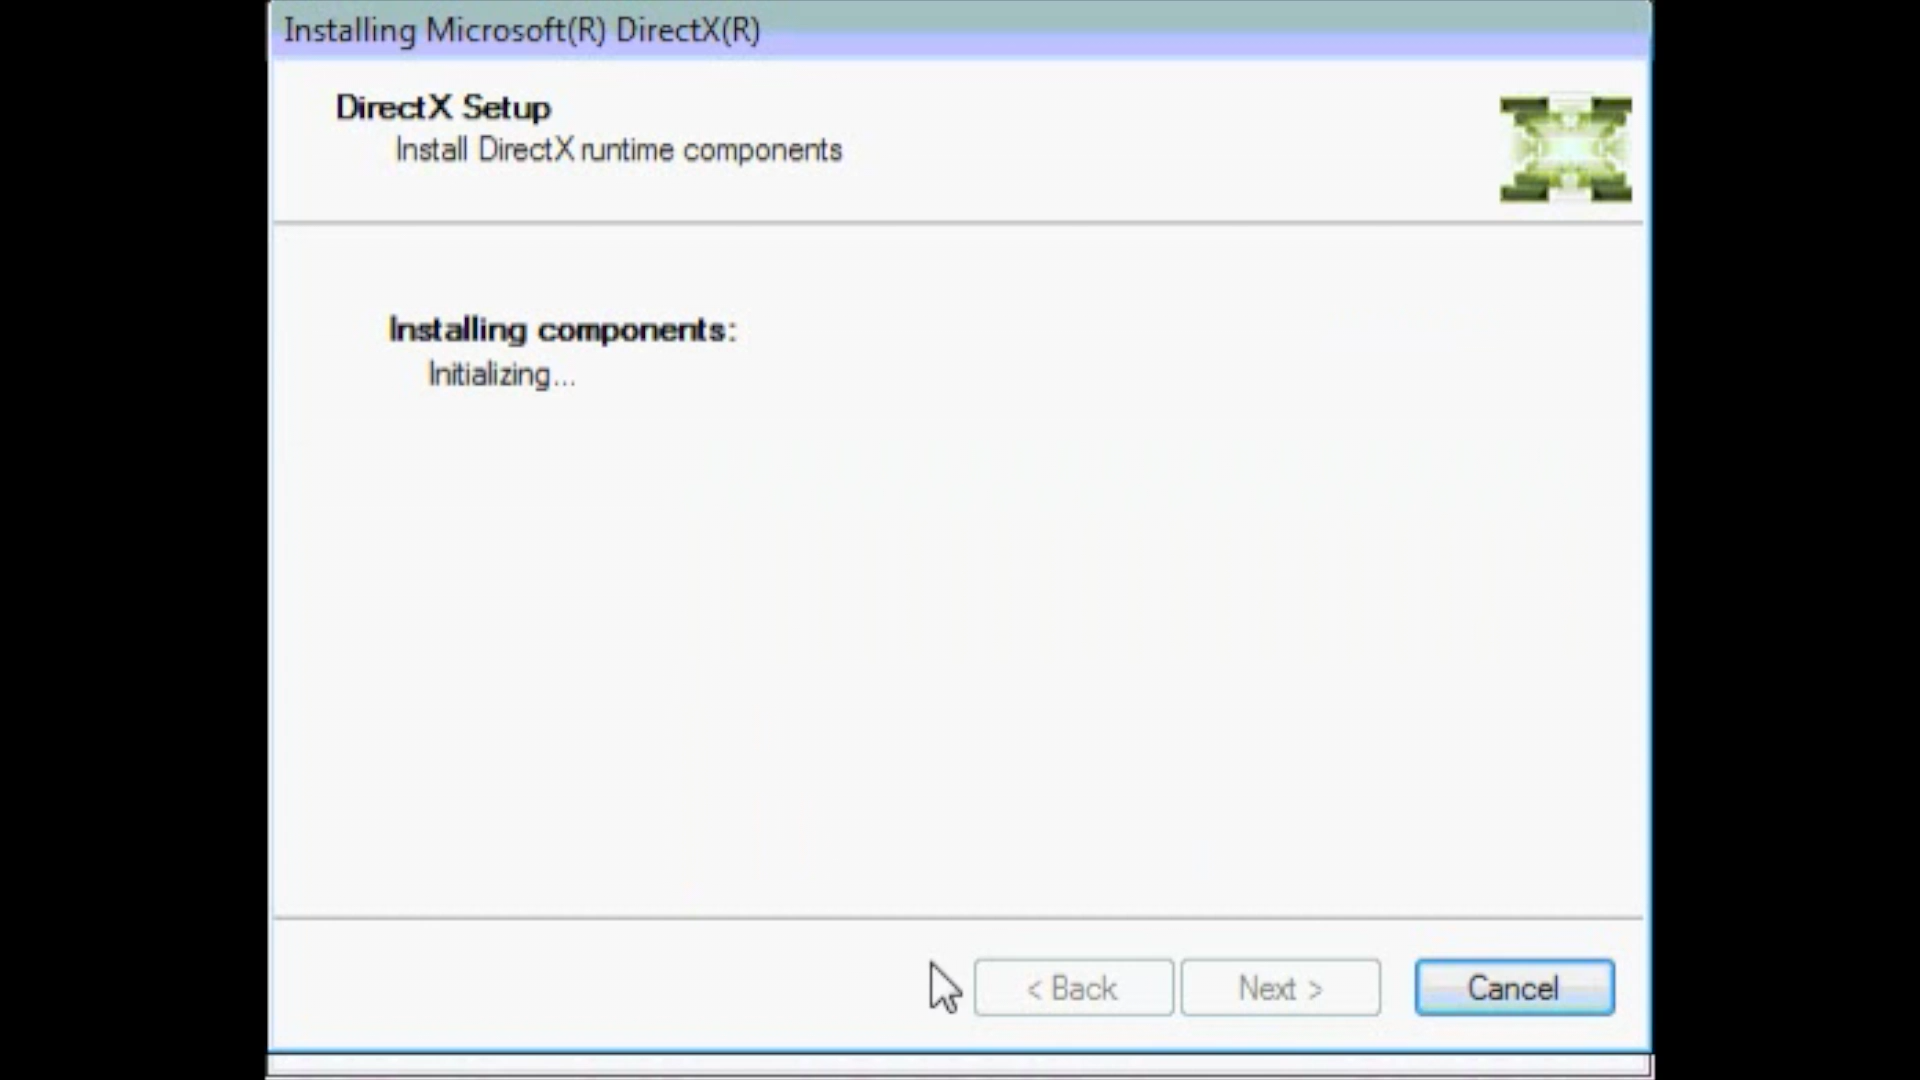 Installing Microsoft(R) DirectX(R)
DirectX Setup
Install DirectX runtime components
Installing components:
Initializing...
< Back
Next >
Cancel